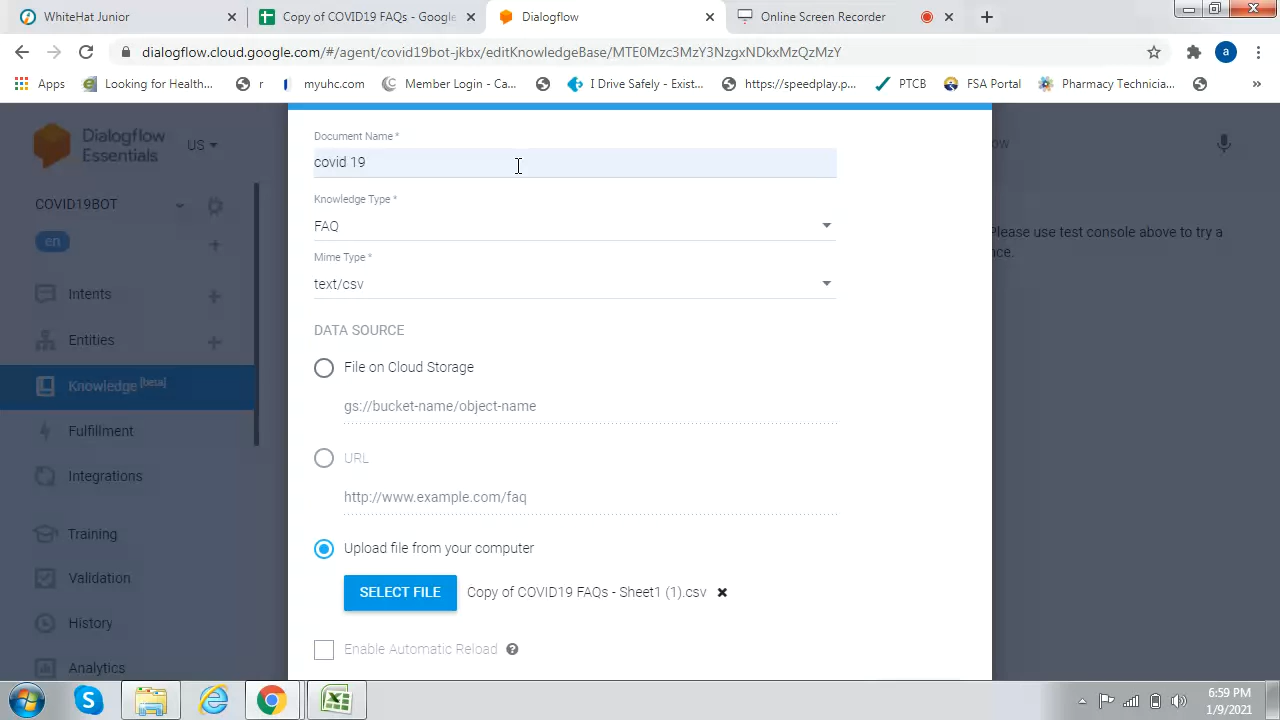 WhiteHat Junior
Copy of COVID19 FAQs - Google
Dialogflow
Online Screen Recorder
dialogflow.cloud.google.com/#/agent/covid19bot-jkbx/editKnowledgeBase/MTE0Mzc3MzY3NzgxNDkxMzQzMzY
a
Apps
Looking for Health...
r
myuhc.com
Member Login - Ca...
I Drive Safely - Exist...
https://speedplay.p...
PTCB
FSA Portal
Pharmacy Technicia...
»
Dialogflow
Essentials
US
COVID19BOT
en
Intents
Entities
Knowledge [beta]
Fulfillment
Integrations
Training
Validation
History
Analytics
Document Name *
covid 19
Knowledge Type *
FAQ
Mime Type *
text/csv
DATA SOURCE
File on Cloud Storage
gs://bucket-name/object-name
URL
http://www.example.com/faq
Upload file from your computer
SELECT FILE
Copy of COVID19 FAQs - Sheet1 (1).csv
Enable Automatic Reload
Please use test console above to try a
6:59 PM
1/9/2021